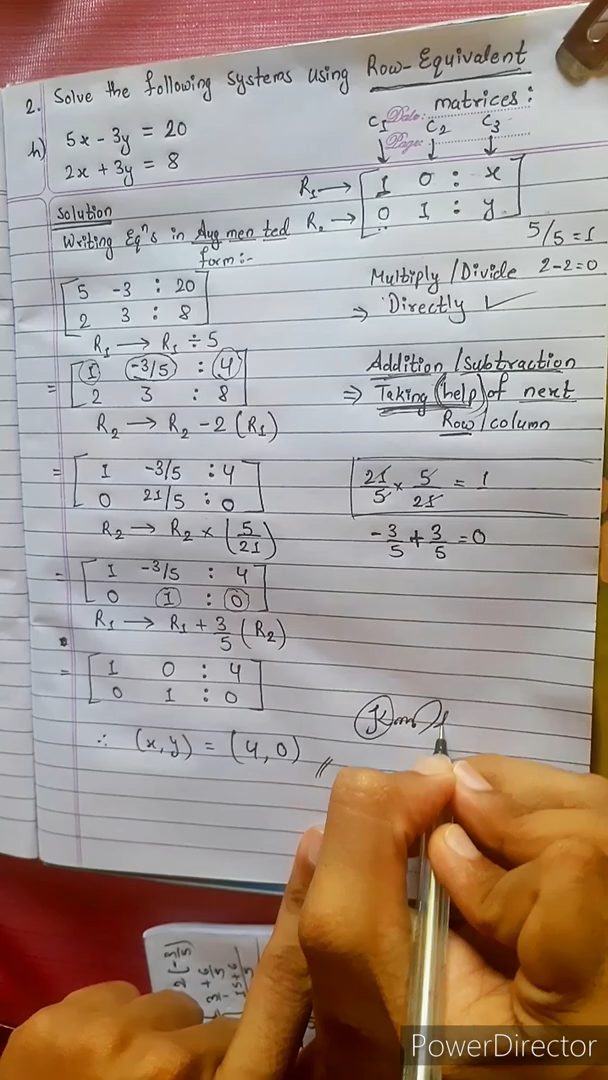 2. Solve the following systems using Row-Equivalent
matrices:
h) 5x - 3y = 20
2x + 3y = 8
Date:
Page:
C1 C2 C3
R1 → [ 1 0 : x ]
R2 → [ 0 1 : y ]
Solution
Writing Eqⁿs in Augmented
form:-
[ 5 -3 : 20 ]
[ 2 3 : 8 ]
R1 → R1 ÷ 5
= [ 1 -3/5 : 4 ]
[ 2 3 : 8 ]
R2 → R2 - 2 (R1)
= [ 1 -3/5 : 4 ]
[ 0 21/5 : 0 ]
R2 → R2 × (5/21)
= [ 1 -3/5 : 4 ]
[ 0 1 : 0 ]
R1 → R1 + 3/5 (R2)
= [ 1 0 : 4 ]
[ 0 1 : 0 ]
∴ (x, y) = (4, 0) //
5/5 = 1
Multiply / Divide 2-2=0
⇒ Directly ✓
Addition / Subtraction
⇒ Taking (help) of next
Row / column
21/5 × 5/21 = 1
-3/5 + 3/5 = 0
PowerDirector